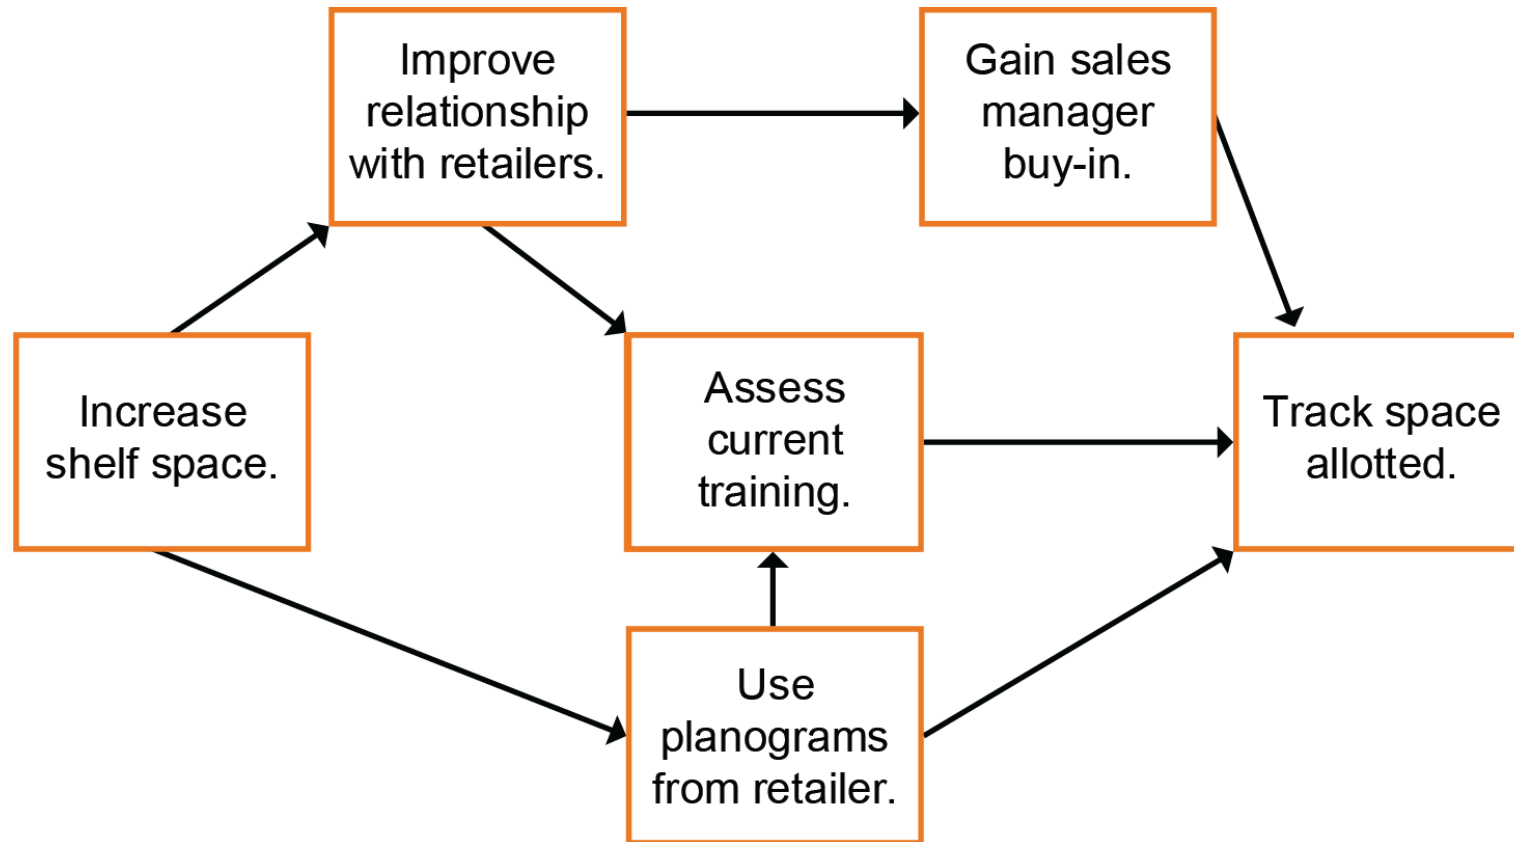 Improve
relationship
with retailers.
Gain sales
manager
buy-in.
Increase
shelf space.
Assess
current
training.
Track space
allotted.
Use
planograms
from retailer.